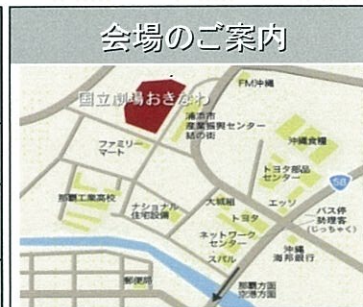 会場のご案内
国立劇場おきなわ
FM沖縄
浦添市
産業振興センター
結の街
沖縄食糧
ファミリー
マート
トヨタ部品
センター
58
那覇工業高校
ナショナル
住宅設備
大城組
エッソ
トヨタ
バス停
勢理客
(じっちゃく)
ネットワーク
センター
沖縄
海邦銀行
スバル
郵便局
那覇方面
空港方面